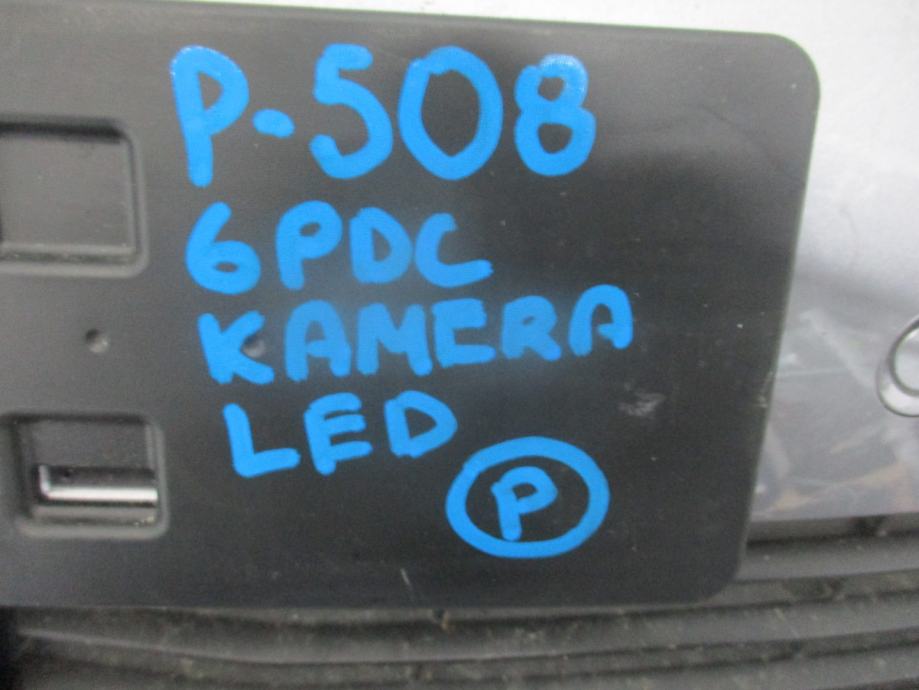 P-508
6PDC
KAMERA
LED
P